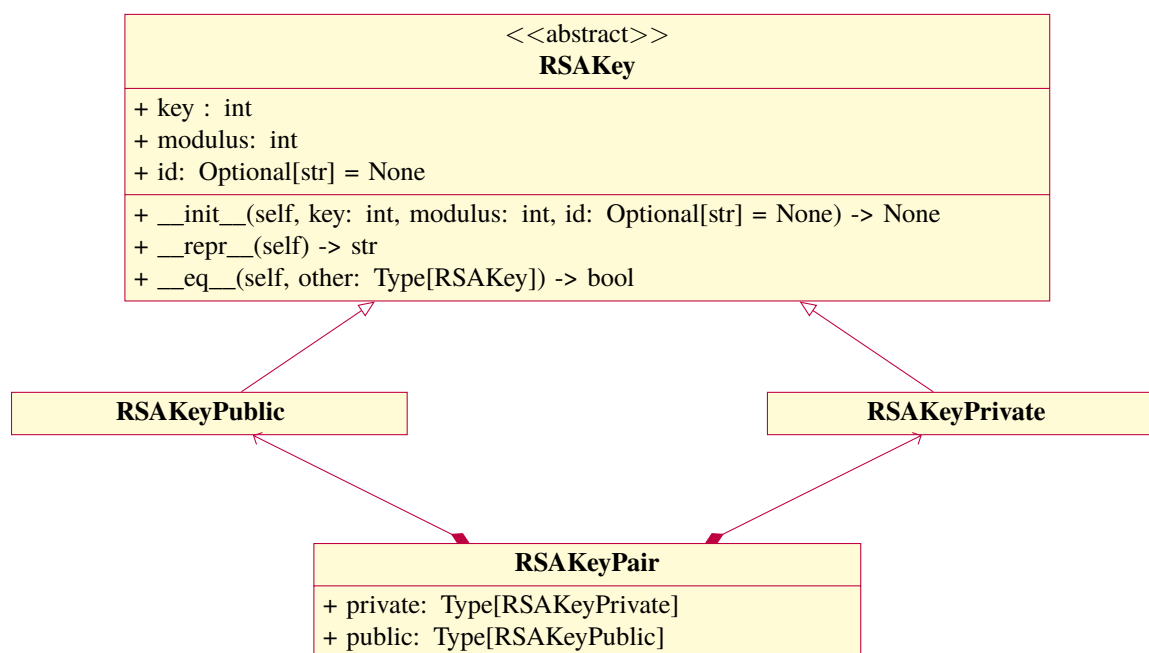 <<abstract>>
RSAKey
+ key : int
+ modulus: int
+ id: Optional[str] = None
+ __init__(self, key: int, modulus: int, id: Optional[str] = None) -> None
+ __repr__(self) -> str
+ __eq__(self, other: Type[RSAKey]) -> bool
RSAKeyPublic
RSAKeyPrivate
RSAKeyPair
+ private: Type[RSAKeyPrivate]
+ public: Type[RSAKeyPublic]